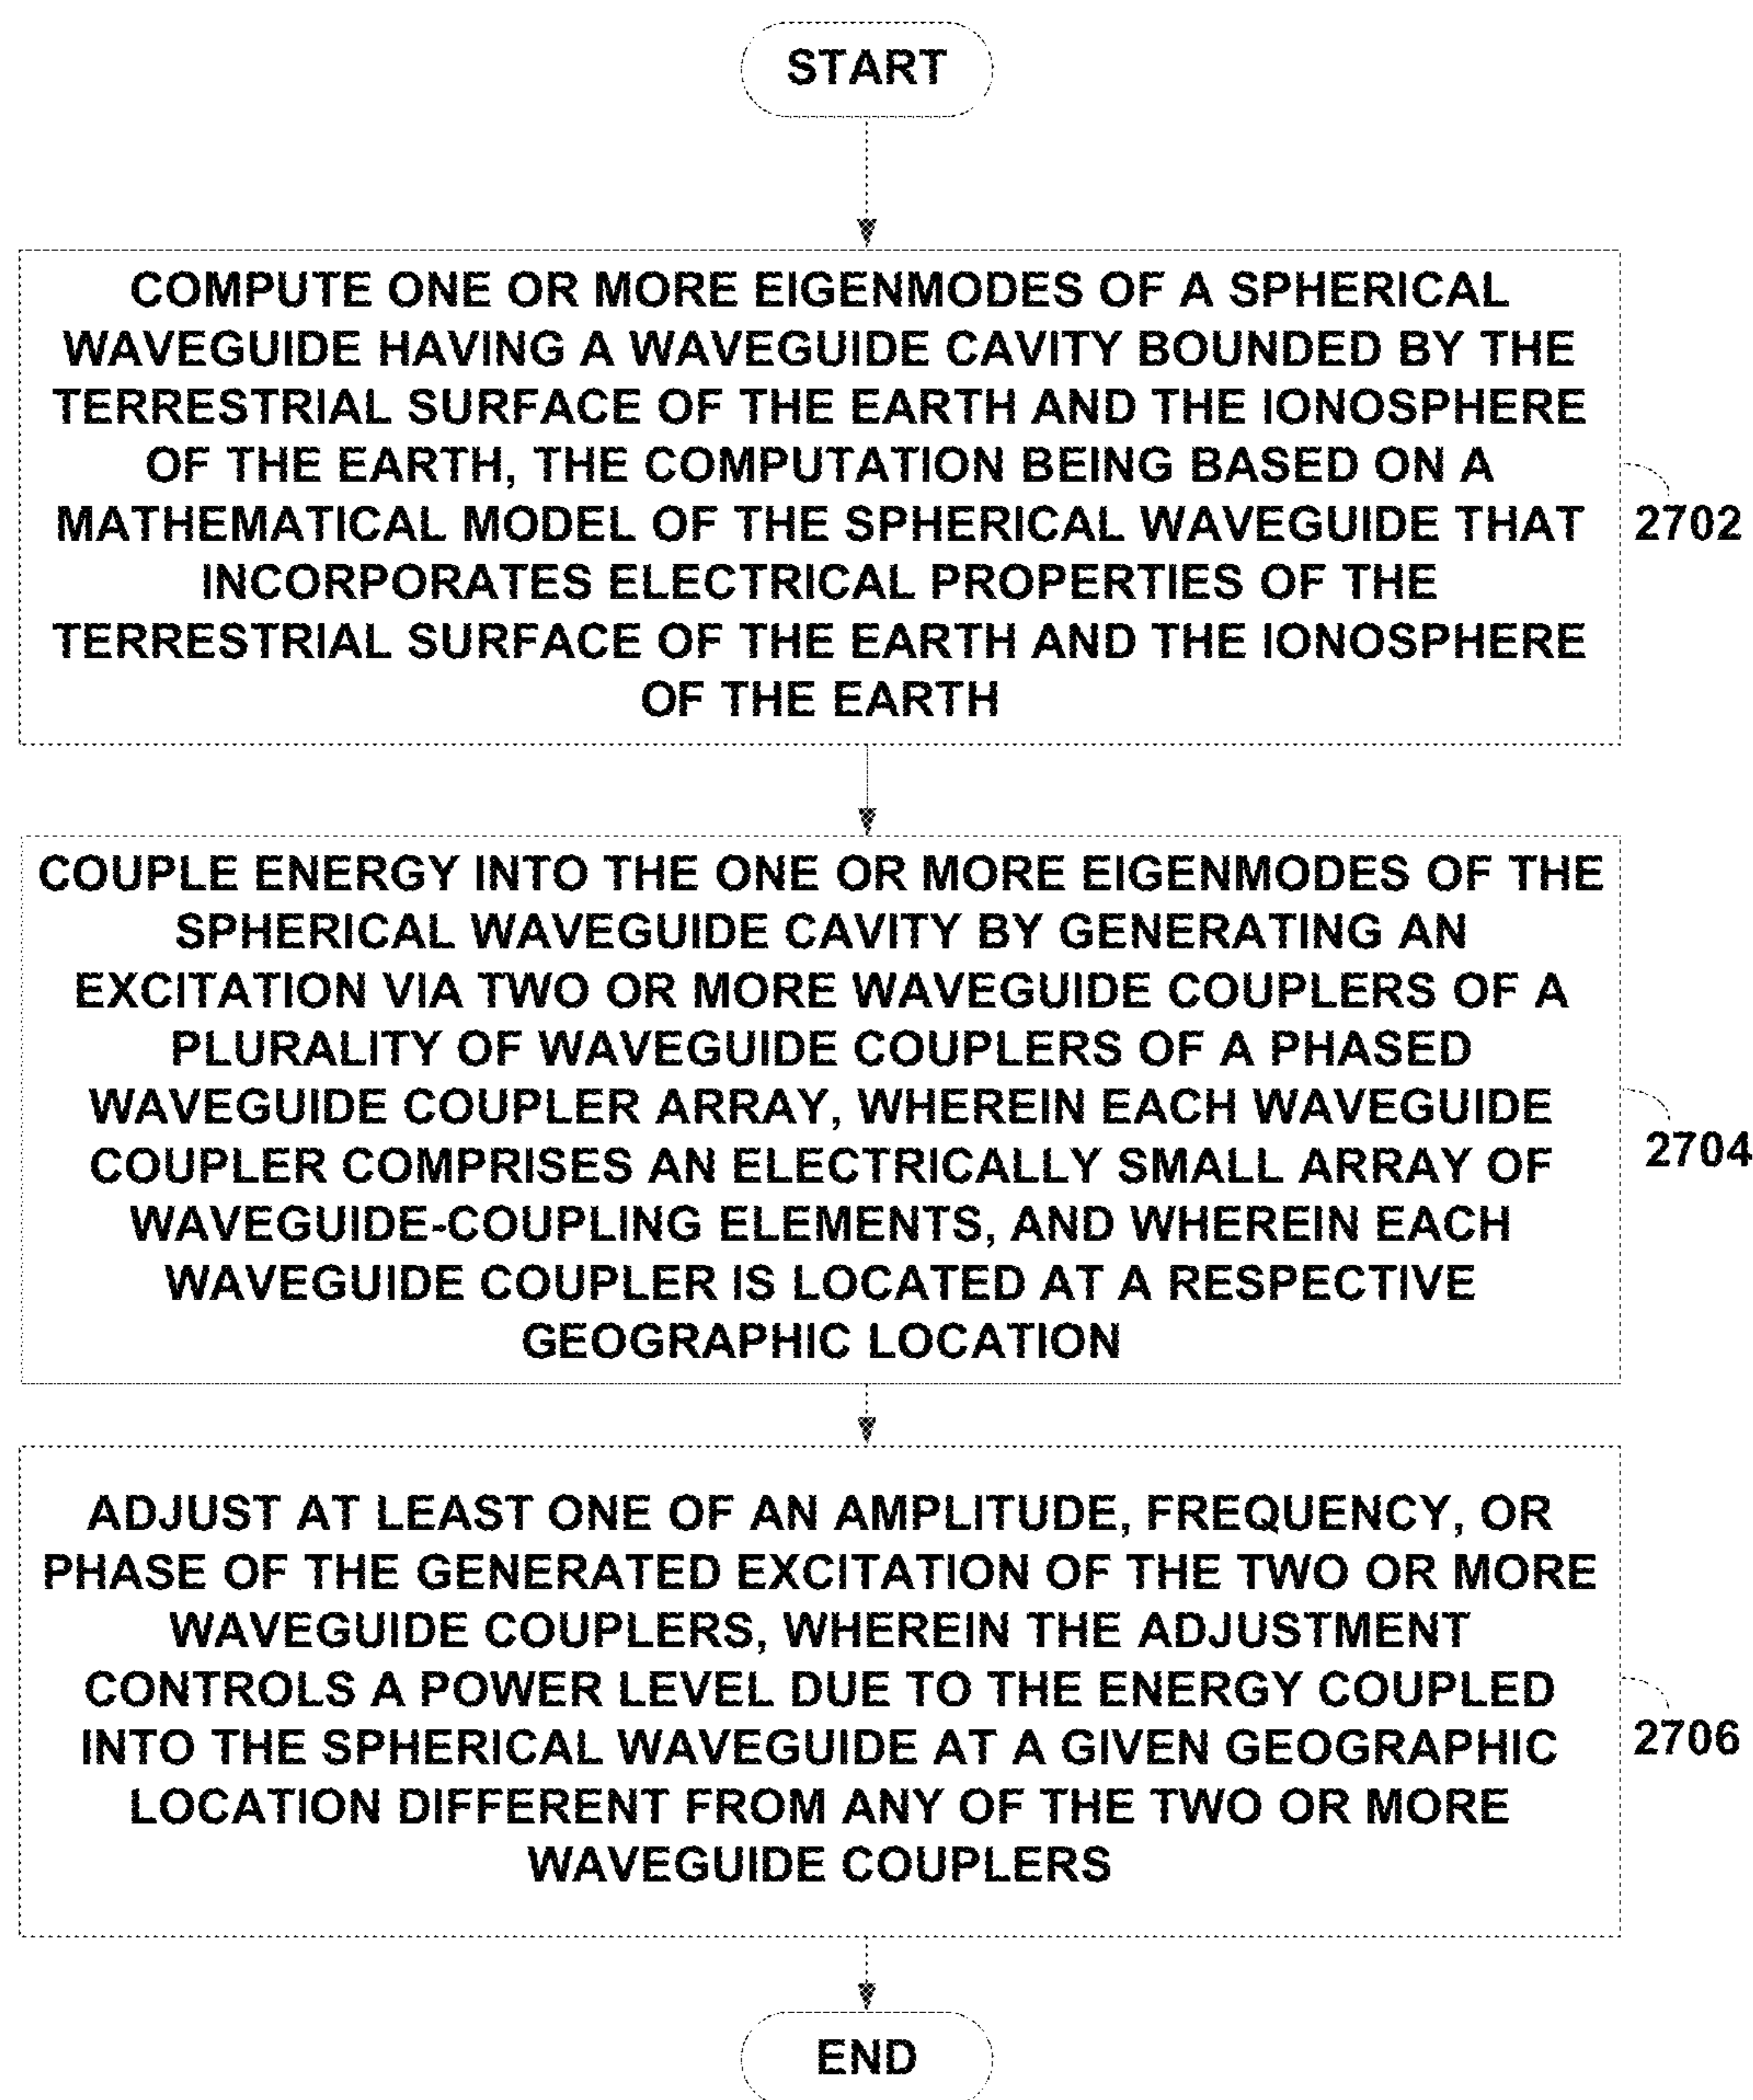 START
COMPUTE ONE OR MORE EIGENMODES OF A SPHERICAL
WAVEGUIDE HAVING A WAVEGUIDE CAVITY BOUNDED BY THE
TERRESTRIAL SURFACE OF THE EARTH AND THE IONOSPHERE
OF THE EARTH, THE COMPUTATION BEING BASED ON A
MATHEMATICAL MODEL OF THE SPHERICAL WAVEGUIDE THAT
INCORPORATES ELECTRICAL PROPERTIES OF THE
TERRESTRIAL SURFACE OF THE EARTH AND THE IONOSPHERE
OF THE EARTH
2702
COUPLE ENERGY INTO THE ONE OR MORE EIGENMODES OF THE
SPHERICAL WAVEGUIDE CAVITY BY GENERATING AN
EXCITATION VIA TWO OR MORE WAVEGUIDE COUPLERS OF A
PLURALITY OF WAVEGUIDE COUPLERS OF A PHASED
WAVEGUIDE COUPLER ARRAY, WHEREIN EACH WAVEGUIDE
COUPLER COMPRISES AN ELECTRICALLY SMALL ARRAY OF
WAVEGUIDE-COUPLING ELEMENTS, AND WHEREIN EACH
WAVEGUIDE COUPLER IS LOCATED AT A RESPECTIVE
GEOGRAPHIC LOCATION
2704
ADJUST AT LEAST ONE OF AN AMPLITUDE, FREQUENCY, OR
PHASE OF THE GENERATED EXCITATION OF THE TWO OR MORE
WAVEGUIDE COUPLERS, WHEREIN THE ADJUSTMENT
CONTROLS A POWER LEVEL DUE TO THE ENERGY COUPLED
INTO THE SPHERICAL WAVEGUIDE AT A GIVEN GEOGRAPHIC
LOCATION DIFFERENT FROM ANY OF THE TWO OR MORE
WAVEGUIDE COUPLERS
2706
END